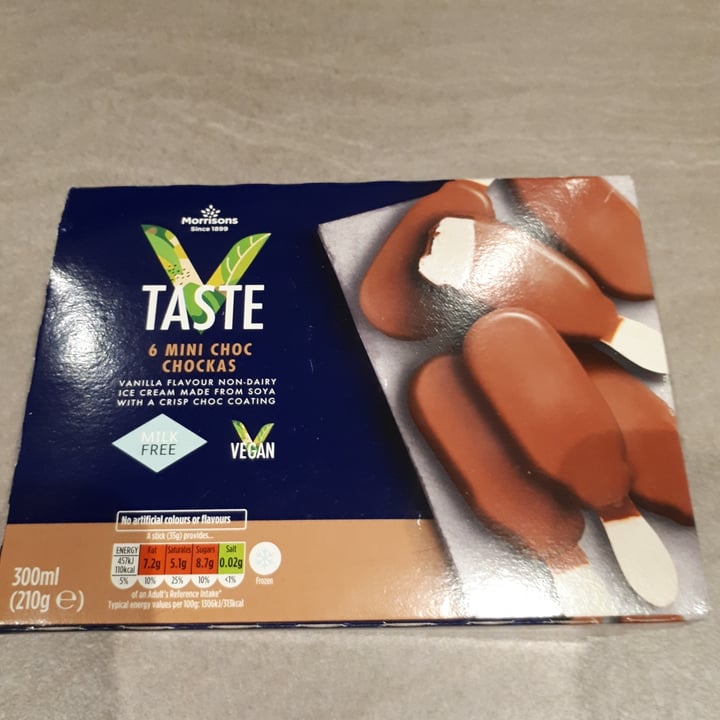 Morrisons
Since 1899
V
TASTE
6 MINI CHOC
CHOCKAS
VANILLA FLAVOUR NON-DAIRY
ICE CREAM MADE FROM SOYA
WITH A CRISP CHOC COATING
MILK
FREE
VEGAN
No artificial colours or flavours
A stick (35g) provides...
ENERGY Fat Saturates Sugars Salt
457kJ
110kcal 7.2g 5.1g 8.7g 0.02g
5% 10% 25% 10% <1%
of an Adult's Reference Intake*
Typical energy values per 100g: 1306kJ/313kcal
Frozen
300ml
(210g e)